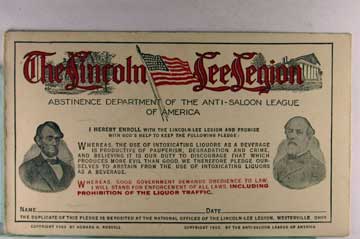 The Lincoln Lee Legion
ABSTINENCE DEPARTMENT OF THE ANTI-SALOON LEAGUE
OF AMERICA
I HEREBY ENROLL WITH THE LINCOLN-LEE LEGION AND PROMISE
WITH GOD'S HELP TO KEEP THE FOLLOWING PLEDGE:
WHEREAS, THE USE OF INTOXICATING LIQUORS AS A BEVERAGE
IS PRODUCTIVE OF PAUPERISM, DEGRADATION AND CRIME,
AND BELIEVING IT IS OUR DUTY TO DISCOURAGE THAT WHICH
PRODUCES MORE EVIL THAN GOOD, WE THEREFORE PLEDGE OUR-
SELVES TO ABSTAIN FROM THE USE OF INTOXICATING LIQUORS
AS A BEVERAGE.
WHEREAS, GOOD GOVERNMENT DEMANDS OBEDIENCE TO LAW,
I WILL STAND FOR ENFORCEMENT OF ALL LAWS, INCLUDING
PROHIBITION OF THE LIQUOR TRAFFIC.
NAME DATE
THE DUPLICATE OF THIS PLEDGE IS DEPOSITED AT THE NATIONAL OFFICES OF THE LINCOLN-LEE LEGION, WESTERVILLE, OHIO
COPYRIGHT BY HOWARD H. RUSSELL COPYRIGHT BY THE ANTI-SALOON LEAGUE OF AMERICA